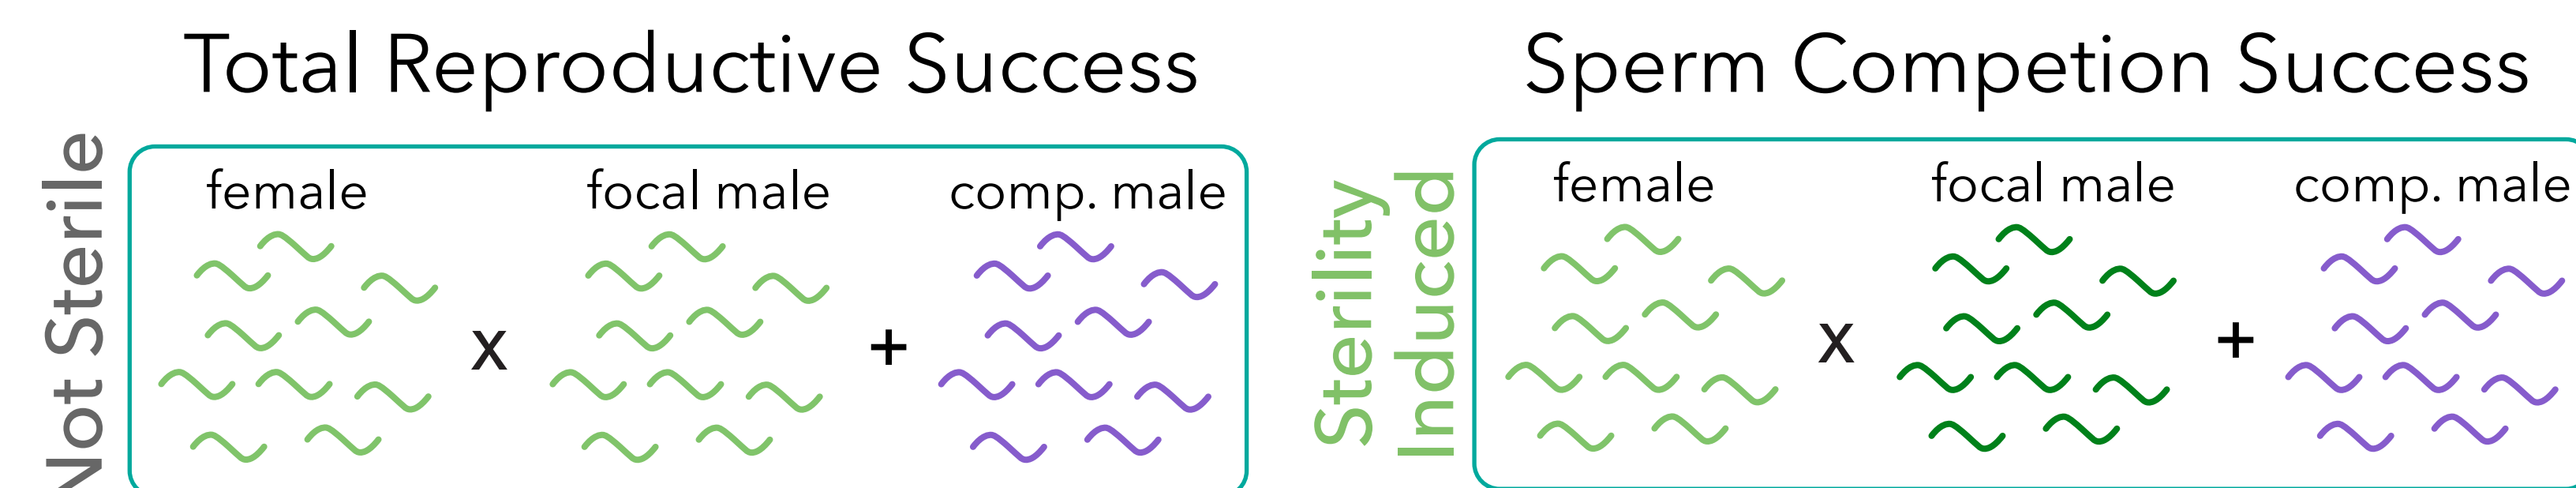 Total Reproductive Success
Not Sterile
female
focal male
comp. male
x
+
Sperm Competion Success
Sterility
Induced
female
focal male
comp. male
x
+